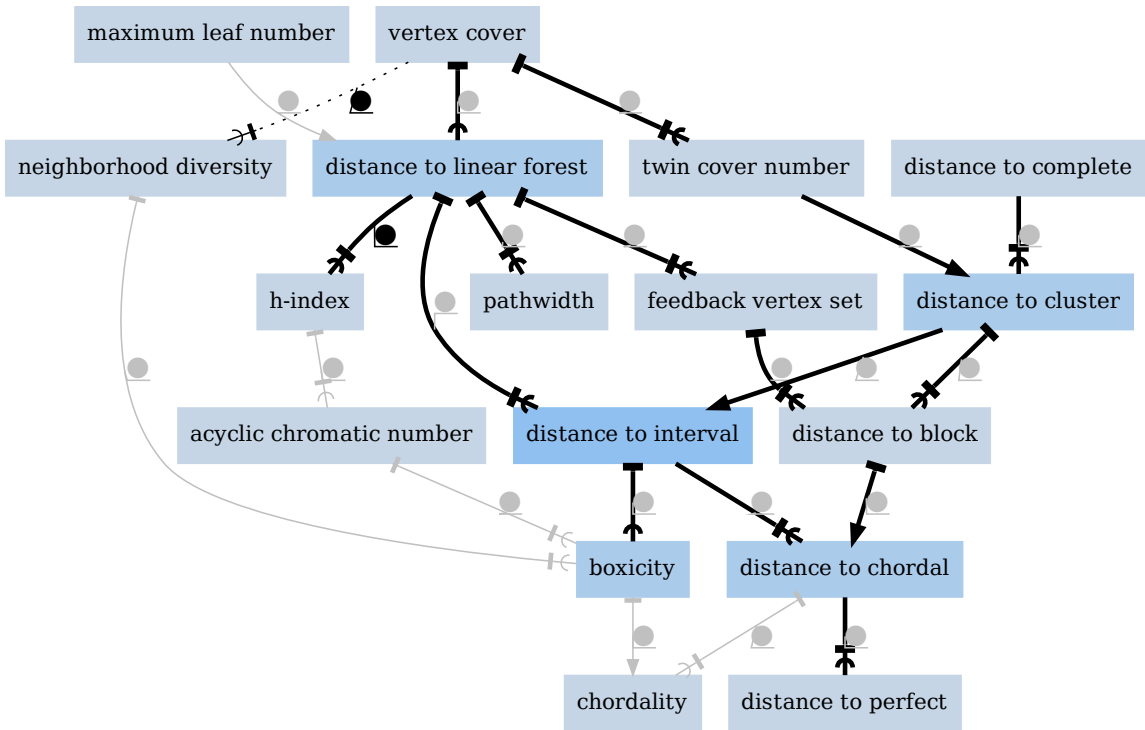 maximum leaf number
vertex cover
neighborhood diversity
distance to linear forest
twin cover number
distance to complete
h-index
pathwidth
feedback vertex set
distance to cluster
acyclic chromatic number
distance to interval
distance to block
boxicity
distance to chordal
chordality
distance to perfect